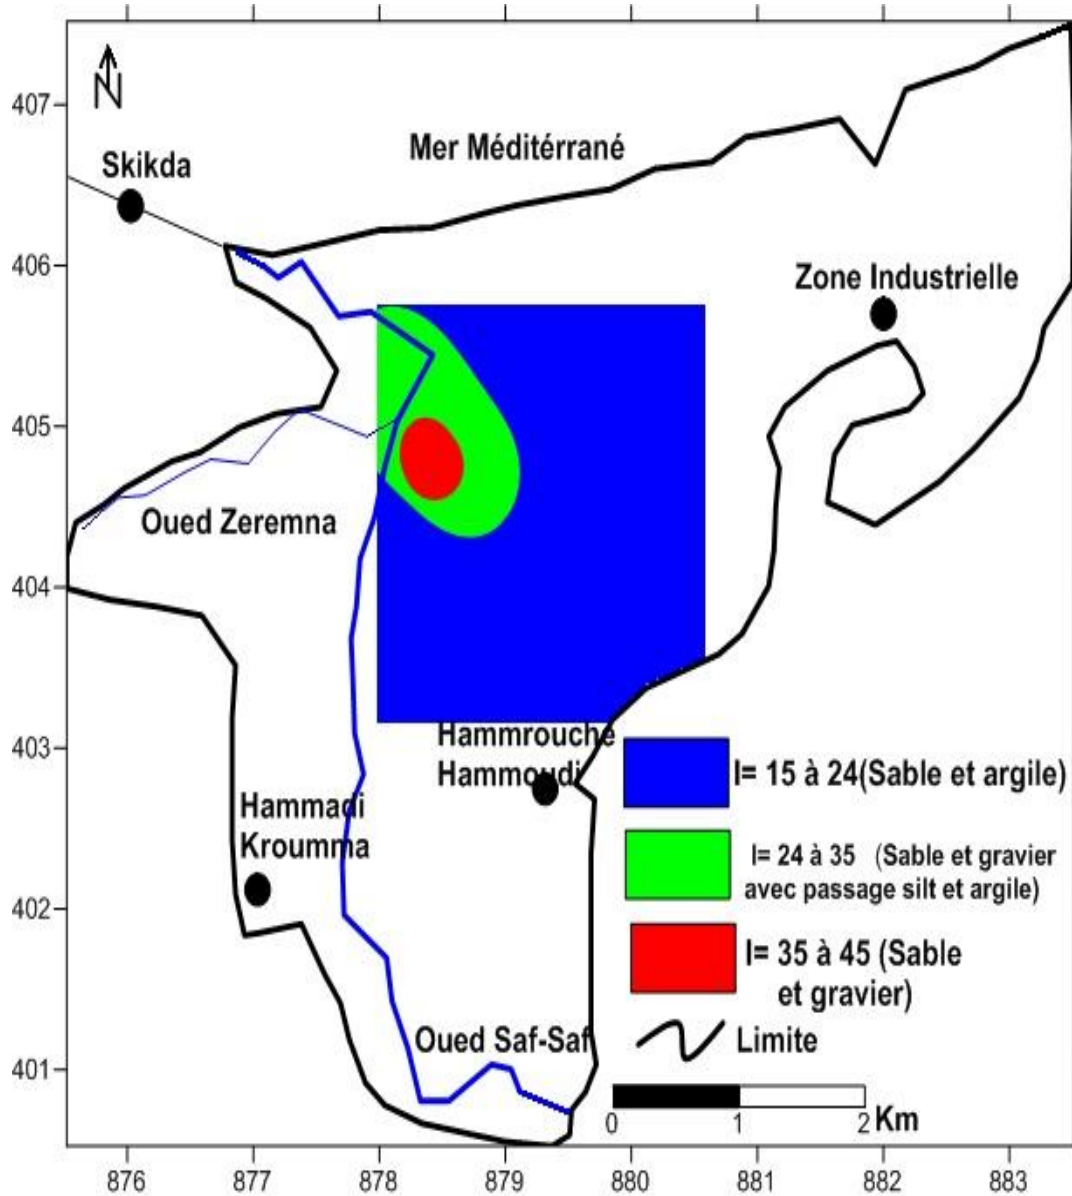 N
407
Mer Méditérrané
Skikda
406
Zone Industrielle
405
Oued Zeremna
404
403
Hammrouche
Hammoudi
I= 15 à 24(Sable et argile)
Hammadi
Kroumma
I= 24 à 35 (Sable et gravier
avec passage silt et argile)
402
I= 35 à 45 (Sable
et gravier)
401
Oued Saf-Saf
Limite
0 1 2 Km
876 877 878 879 880 881 882 883